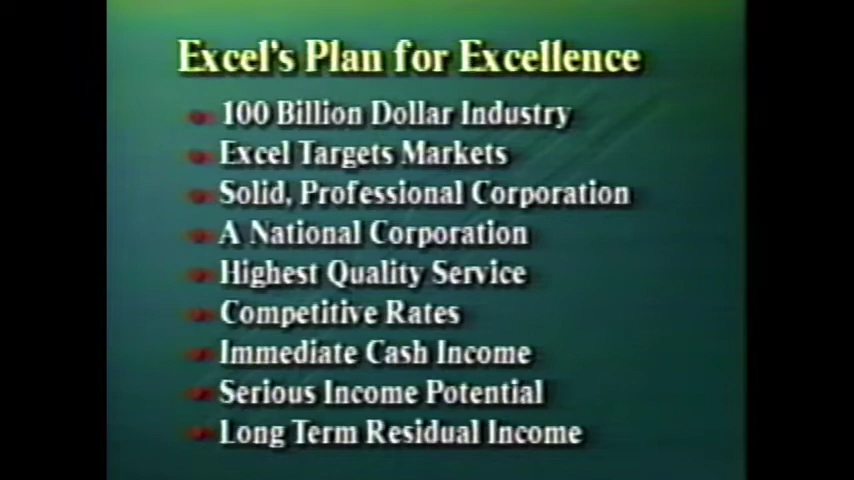 Excel's Plan for Excellence
100 Billion Dollar Industry
Excel Targets Markets
Solid, Professional Corporation
A National Corporation
Highest Quality Service
Competitive Rates
Immediate Cash Income
Serious Income Potential
Long Term Residual Income